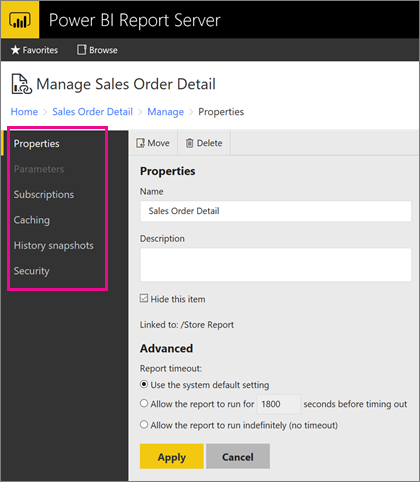 Power BI Report Server
Favorites Browse
Manage Sales Order Detail
Home > Sales Order Detail > Manage > Properties
Properties
Parameters
Subscriptions
Caching
History snapshots
Security
Move Delete
Properties
Name
Sales Order Detail
Description
Hide this item
Linked to: /Store Report
Advanced
Report timeout:
Use the system default setting
Allow the report to run for 1800 seconds before timing out
Allow the report to run indefinitely (no timeout)
Apply Cancel